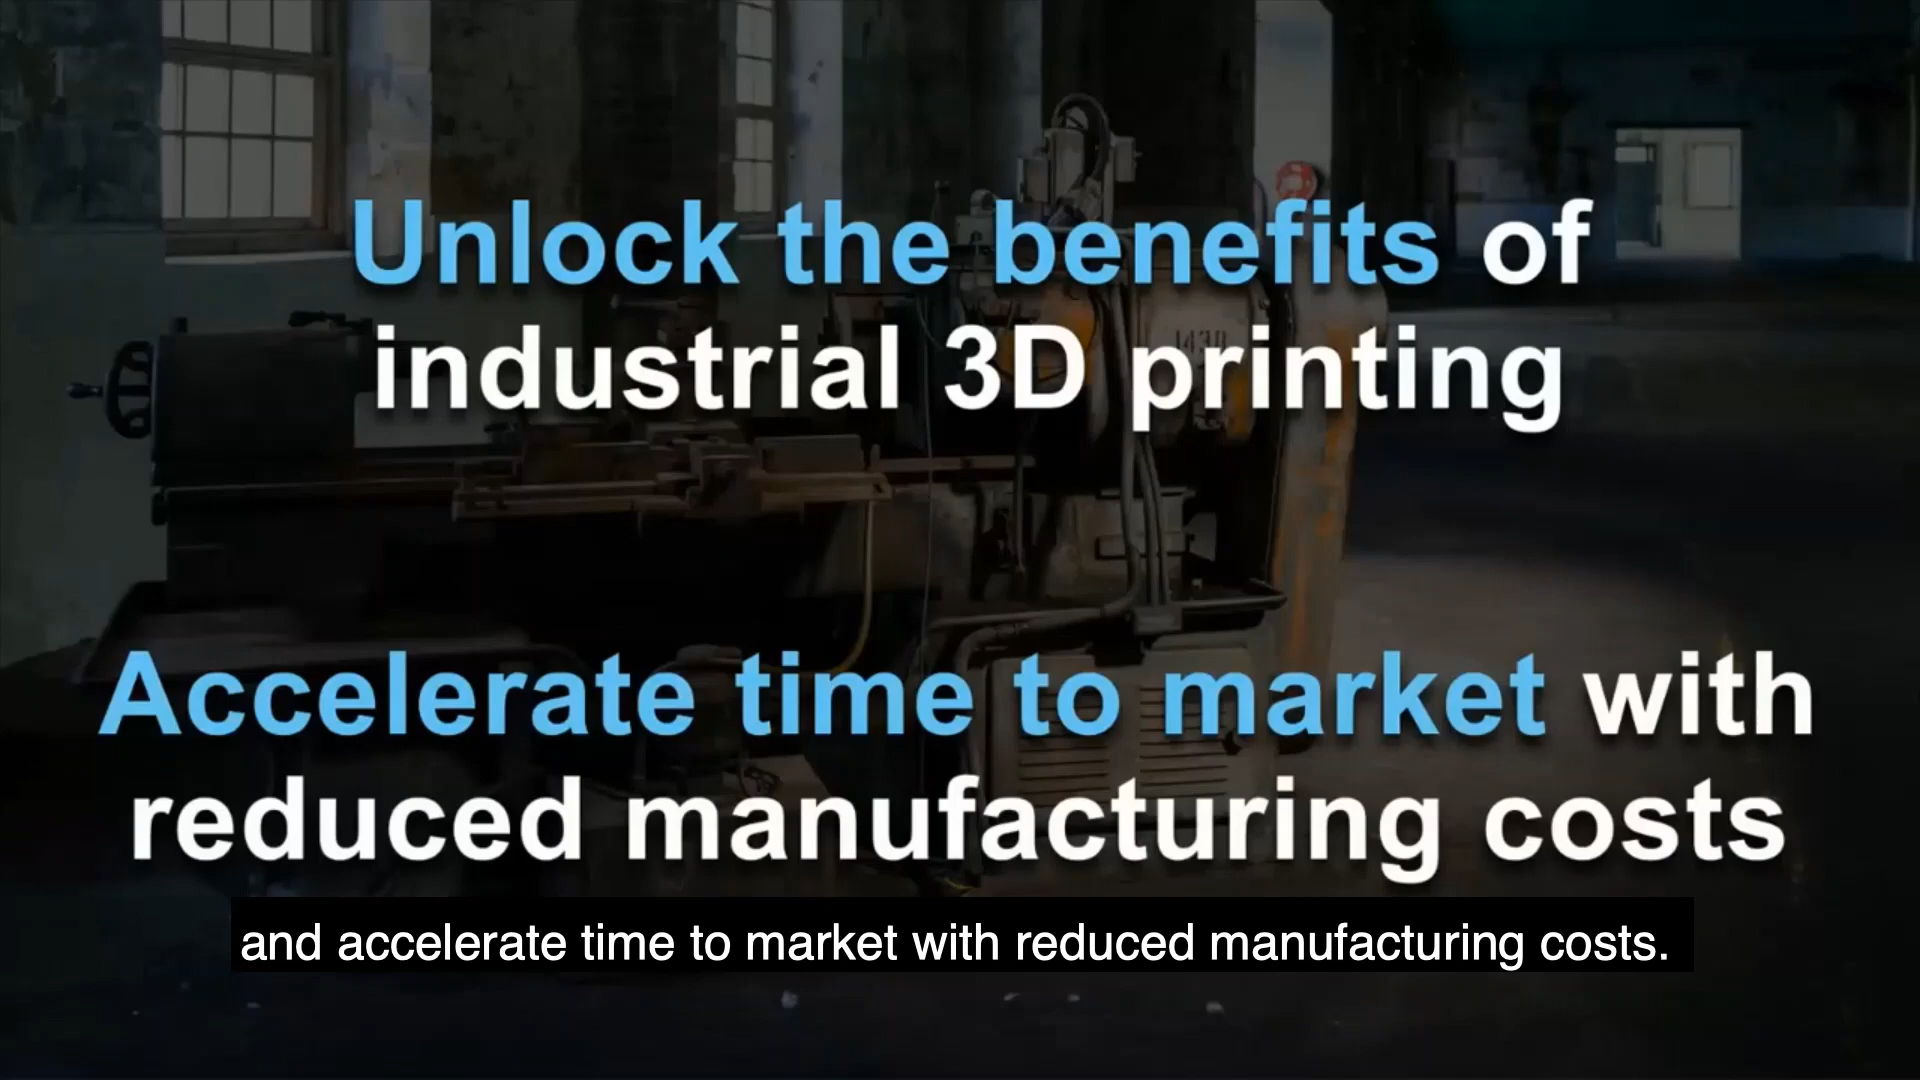 Unlock the benefits of
industrial 3D printing
Accelerate time to market with
reduced manufacturing costs
and accelerate time to market with reduced manufacturing costs.